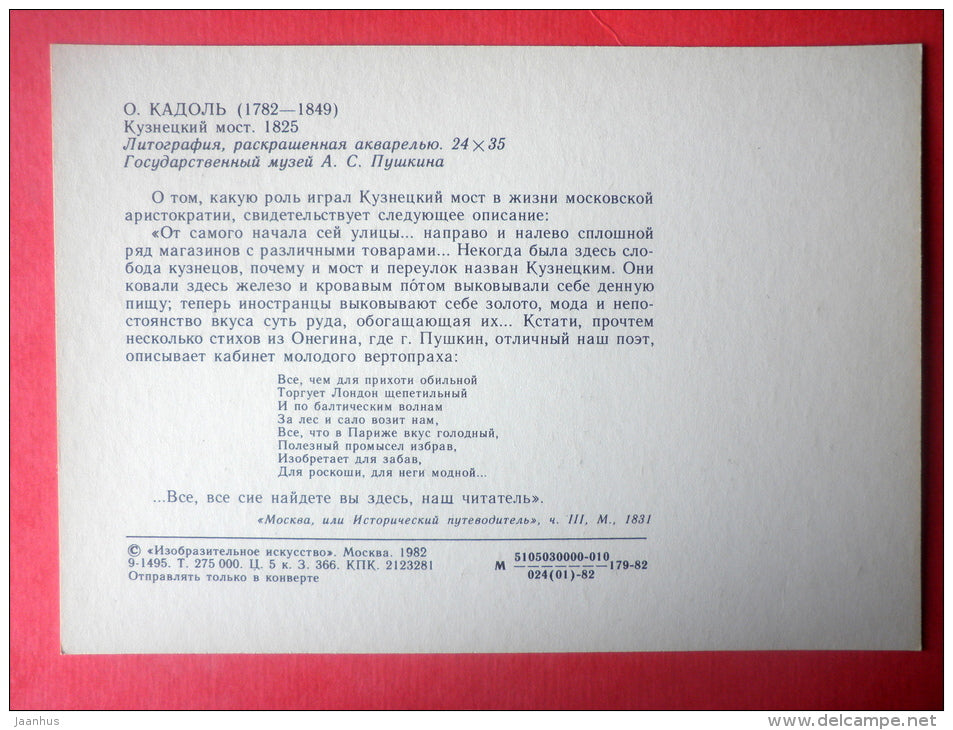 О. КАДОЛЬ (1782—1849)
Кузнецкий мост. 1825
Литография, раскрашенная акварелью. 24×35
Государственный музей А. С. Пушкина
О том, какую роль играл Кузнецкий мост в жизни московской
аристократии, свидетельствует следующее описание:
«От самого начала сей улицы... направо и налево сплошной
ряд магазинов с различными товарами... Некогда была здесь сло-
бода кузнецов, почему и мост и переулок назван Кузнецким. Они
ковали здесь железо и кровавым по́том выковывали себе денную
пищу; теперь иностранцы выковывают себе золото, мода и непо-
стоянство вкуса суть руда, обогащающая их... Кстати, прочтем
несколько стихов из Онегина, где г. Пушкин, отличный наш поэт,
описывает кабинет молодого вертопраха:
Все, чем для прихоти обильной
Торгует Лондон щепетильный
И по балтическим волнам
За лес и сало возит нам,
Все, что в Париже вкус голодный,
Полезный промысел избрав,
Изобретает для забав,
Для роскоши, для неги модной...
...Все, все сие найдете вы здесь, наш читатель».
«Москва, или Исторический путеводитель», ч. III, М., 1831
© «Изобразительное искусство». Москва. 1982
9-1495. Т. 275 000. Ц. 5 к. З. 366. КПК. 2123281
Отправлять только в конверте
М 5105030000-010 179-82
024(01)-82
jaanhus
www.delcampe.net